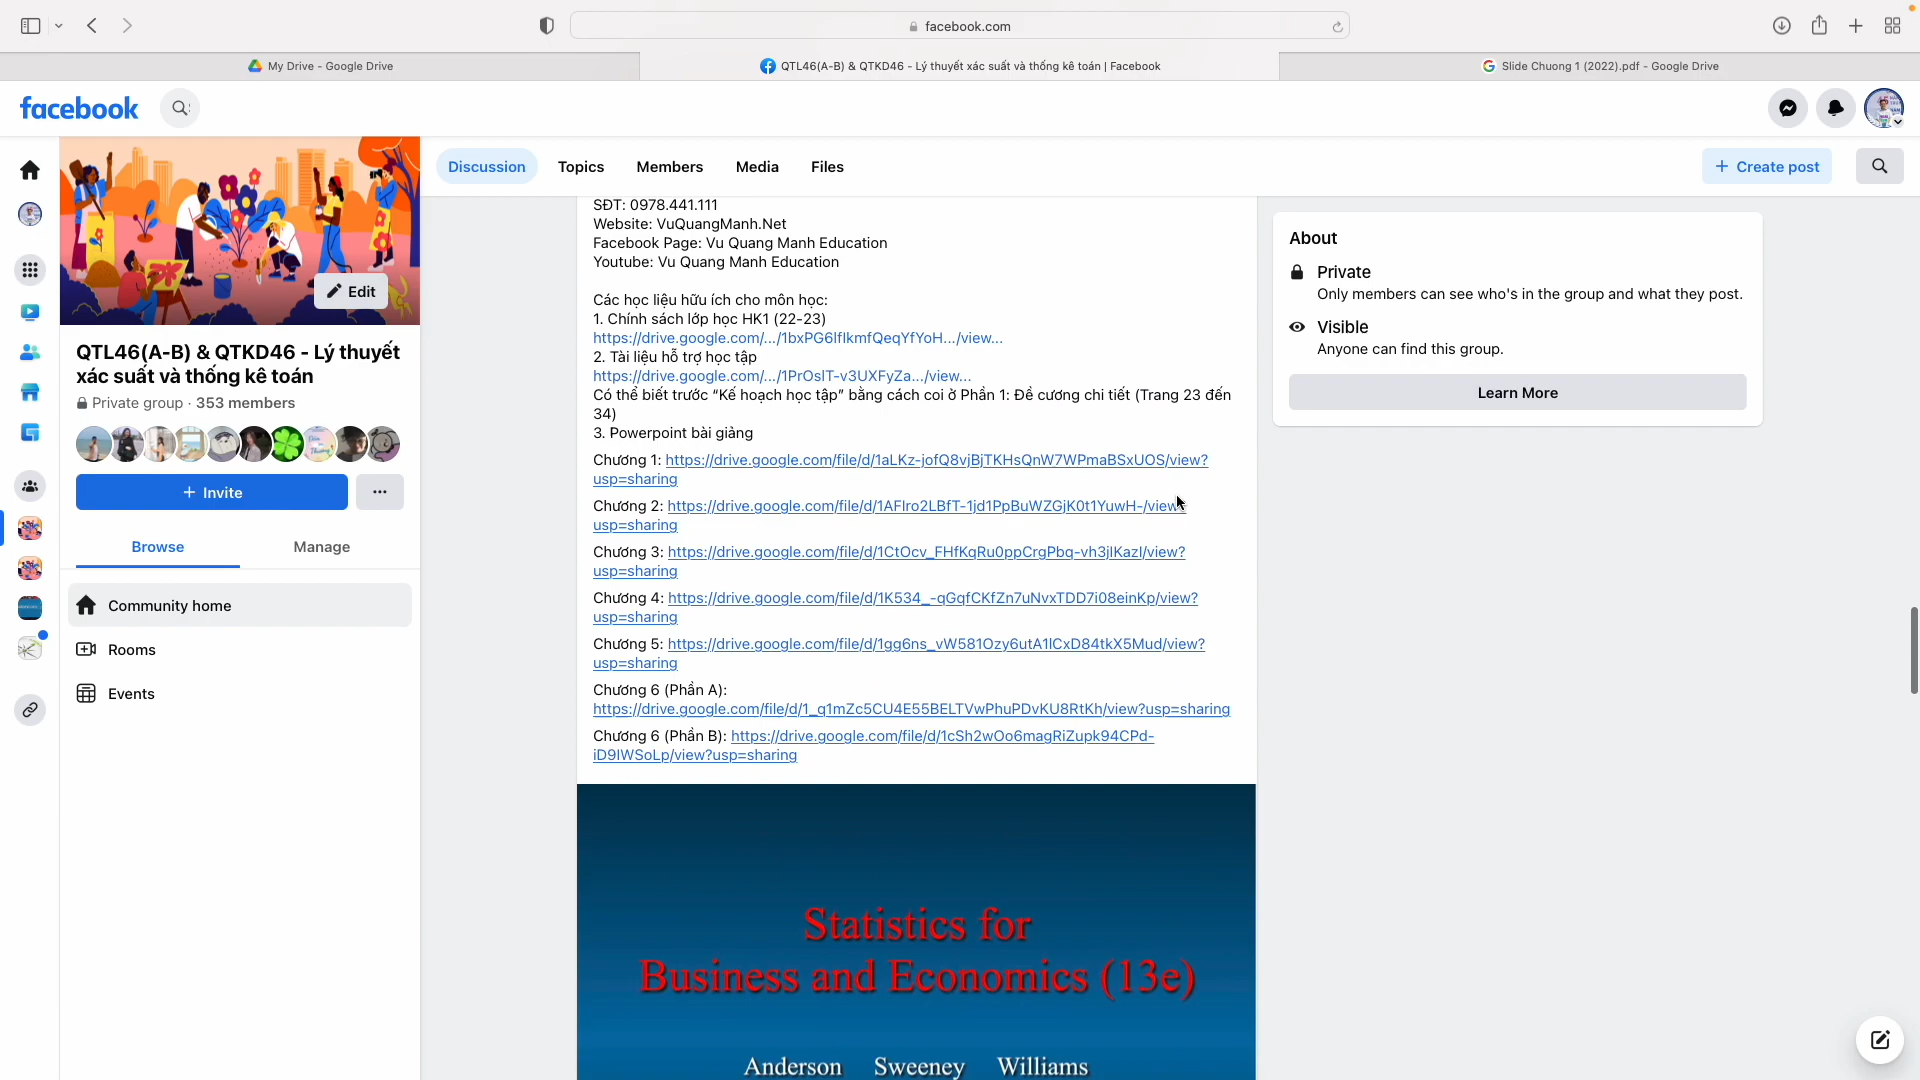 facebook.com
My Drive - Google Drive
QTL46(A-B) & QTKD46 - Lý thuyết xác suất và thống kê toán | Facebook
Slide Chuong 1 (2022).pdf - Google Drive
facebook
Edit
QTL46(A-B) & QTKD46 - Lý thuyết
xác suất và thống kê toán
Private group · 353 members
+ Invite
Browse
Manage
Community home
Rooms
Events
Discussion
Topics
Members
Media
Files
+ Create post
SĐT: 0978.441.111
Website: VuQuangManh.Net
Facebook Page: Vu Quang Manh Education
Youtube: Vu Quang Manh Education
Các học liệu hữu ích cho môn học:
1. Chính sách lớp học HK1 (22-23)
https://drive.google.com/.../1bxPG6IfIkmfQeqYfYoH.../view...
2. Tài liệu hỗ trợ học tập
https://drive.google.com/.../1PrOsIT-v3UXFyZa.../view...
Có thể biết trước “Kế hoạch học tập” bằng cách coi ở Phần 1: Đề cương chi tiết (Trang 23 đến
34)
3. Powerpoint bài giảng
Chương 1: https://drive.google.com/file/d/1aLKz-jofQ8vjBjTKHsQnW7WPmaBSxUOS/view?
usp=sharing
Chương 2: https://drive.google.com/file/d/1AFIro2LBfT-1jd1PpBuWZGjK0t1YuwH-/view?
usp=sharing
Chương 3: https://drive.google.com/file/d/1CtOcv_FHfKqRu0ppCrgPbq-vh3jIKazI/view?
usp=sharing
Chương 4: https://drive.google.com/file/d/1K534_-qGqfCKfZn7uNvxTDD7i08einKp/view?
usp=sharing
Chương 5: https://drive.google.com/file/d/1gg6ns_vW581Ozy6utA1lCxD84tkX5Mud/view?
usp=sharing
Chương 6 (Phần A):
https://drive.google.com/file/d/1_q1mZc5CU4E55BELTVwPhuPDvKU8RtKh/view?usp=sharing
Chương 6 (Phần B): https://drive.google.com/file/d/1cSh2wOo6magRiZupk94CPd-
iD9IWSoLp/view?usp=sharing
Statistics for
Business and Economics (13e)
Anderson Sweeney Williams
About
Private
Only members can see who's in the group and what they post.
Visible
Anyone can find this group.
Learn More